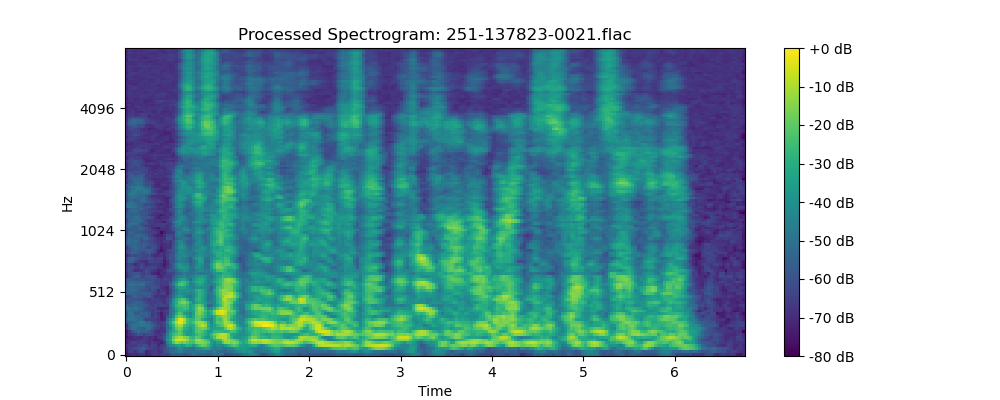 Processed Spectrogram: 251-137823-0021.flac
Hz
4096
2048
1024
512
0
0 1 2 3 4 5 6
Time
+0 dB
-10 dB
-20 dB
-30 dB
-40 dB
-50 dB
-60 dB
-70 dB
-80 dB